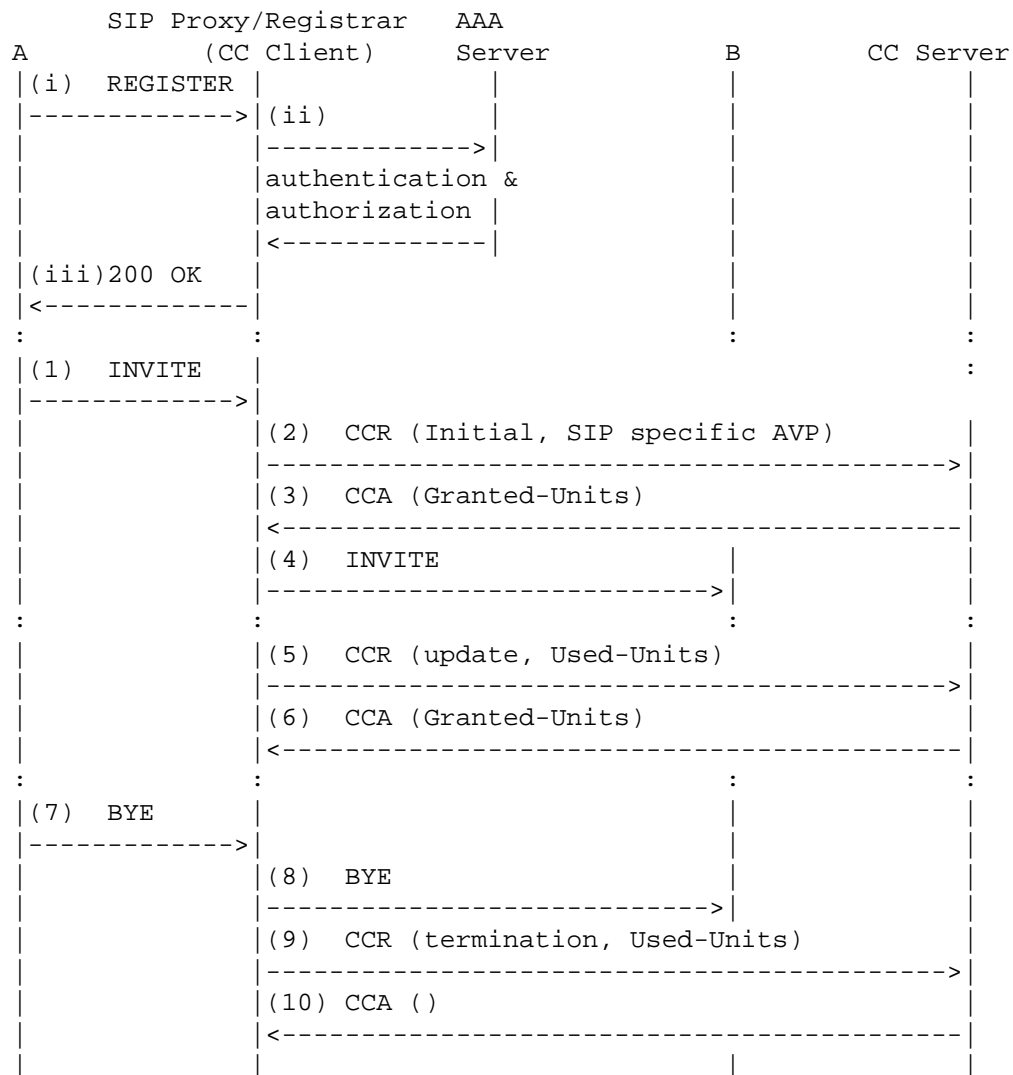 SIP Proxy/Registrar AAA
A (CC Client) Server B CC Server
(i) REGISTER
(ii)
authentication &
authorization
(iii)200 OK
(1) INVITE
(2) CCR (Initial, SIP specific AVP)
(3) CCA (Granted-Units)
(4) INVITE
(5) CCR (update, Used-Units)
(6) CCA (Granted-Units)
(7) BYE
(8) BYE
(9) CCR (termination, Used-Units)
(10) CCA ()